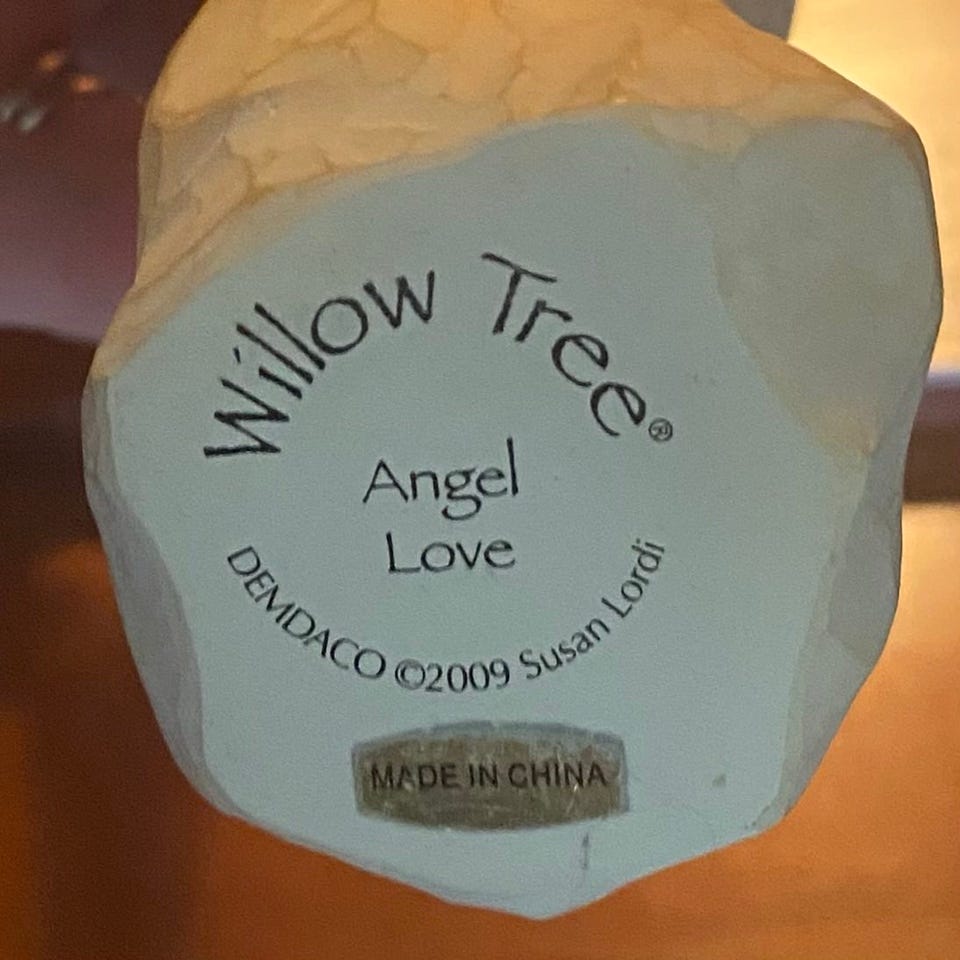 Willow Tree®
Angel
Love
DEMDACO ©2009 Susan Lordi
MADE IN CHINA